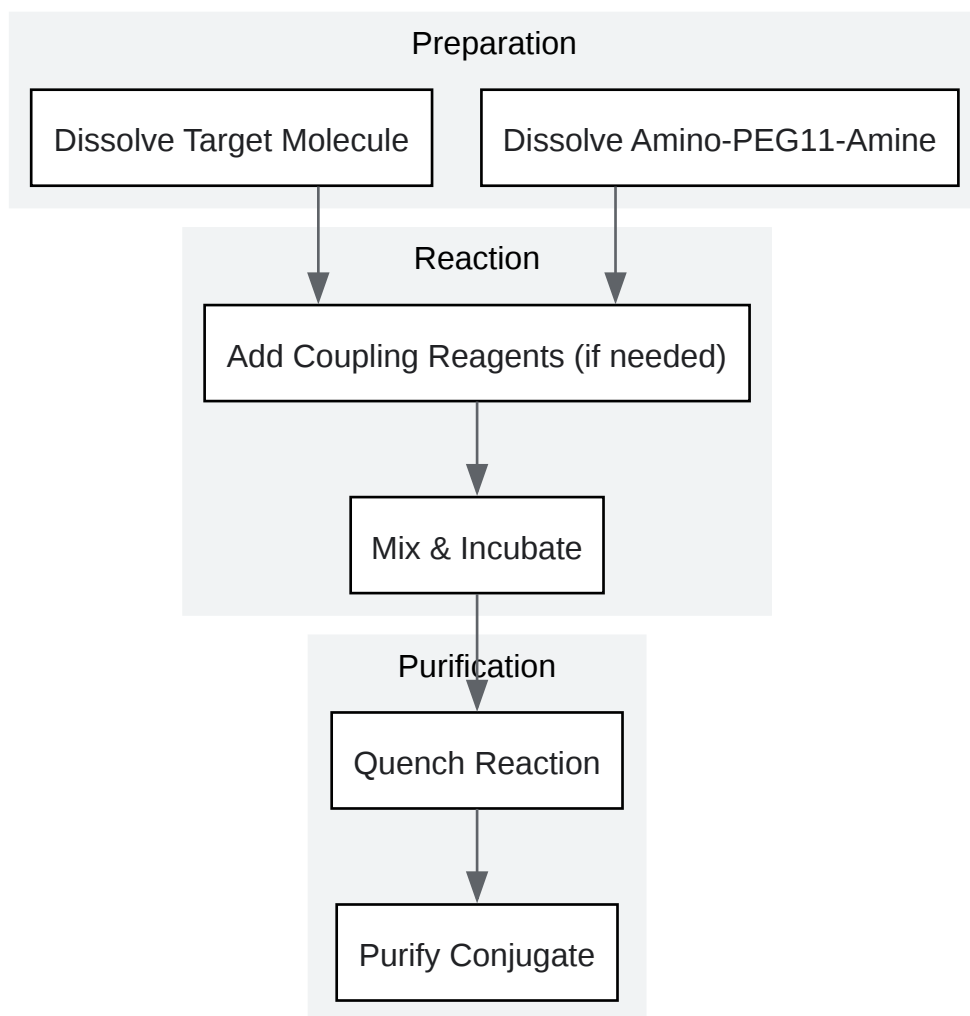 Preparation
Dissolve Target Molecule
Dissolve Amino-PEG11-Amine
Reaction
Add Coupling Reagents (if needed)
Mix & Incubate
Purification
Quench Reaction
Purify Conjugate